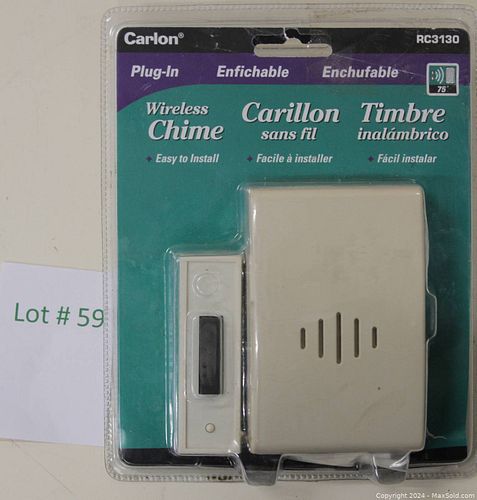 Carlon® RC3130
Plug-In Enfichable Enchufable
75'
Wireless Chime
Easy to Install
Carillon sans fil
Facile à installer
Timbre inalámbrico
Fácil instalar
Lot # 59
Copyright 2024 - MaxSold.com